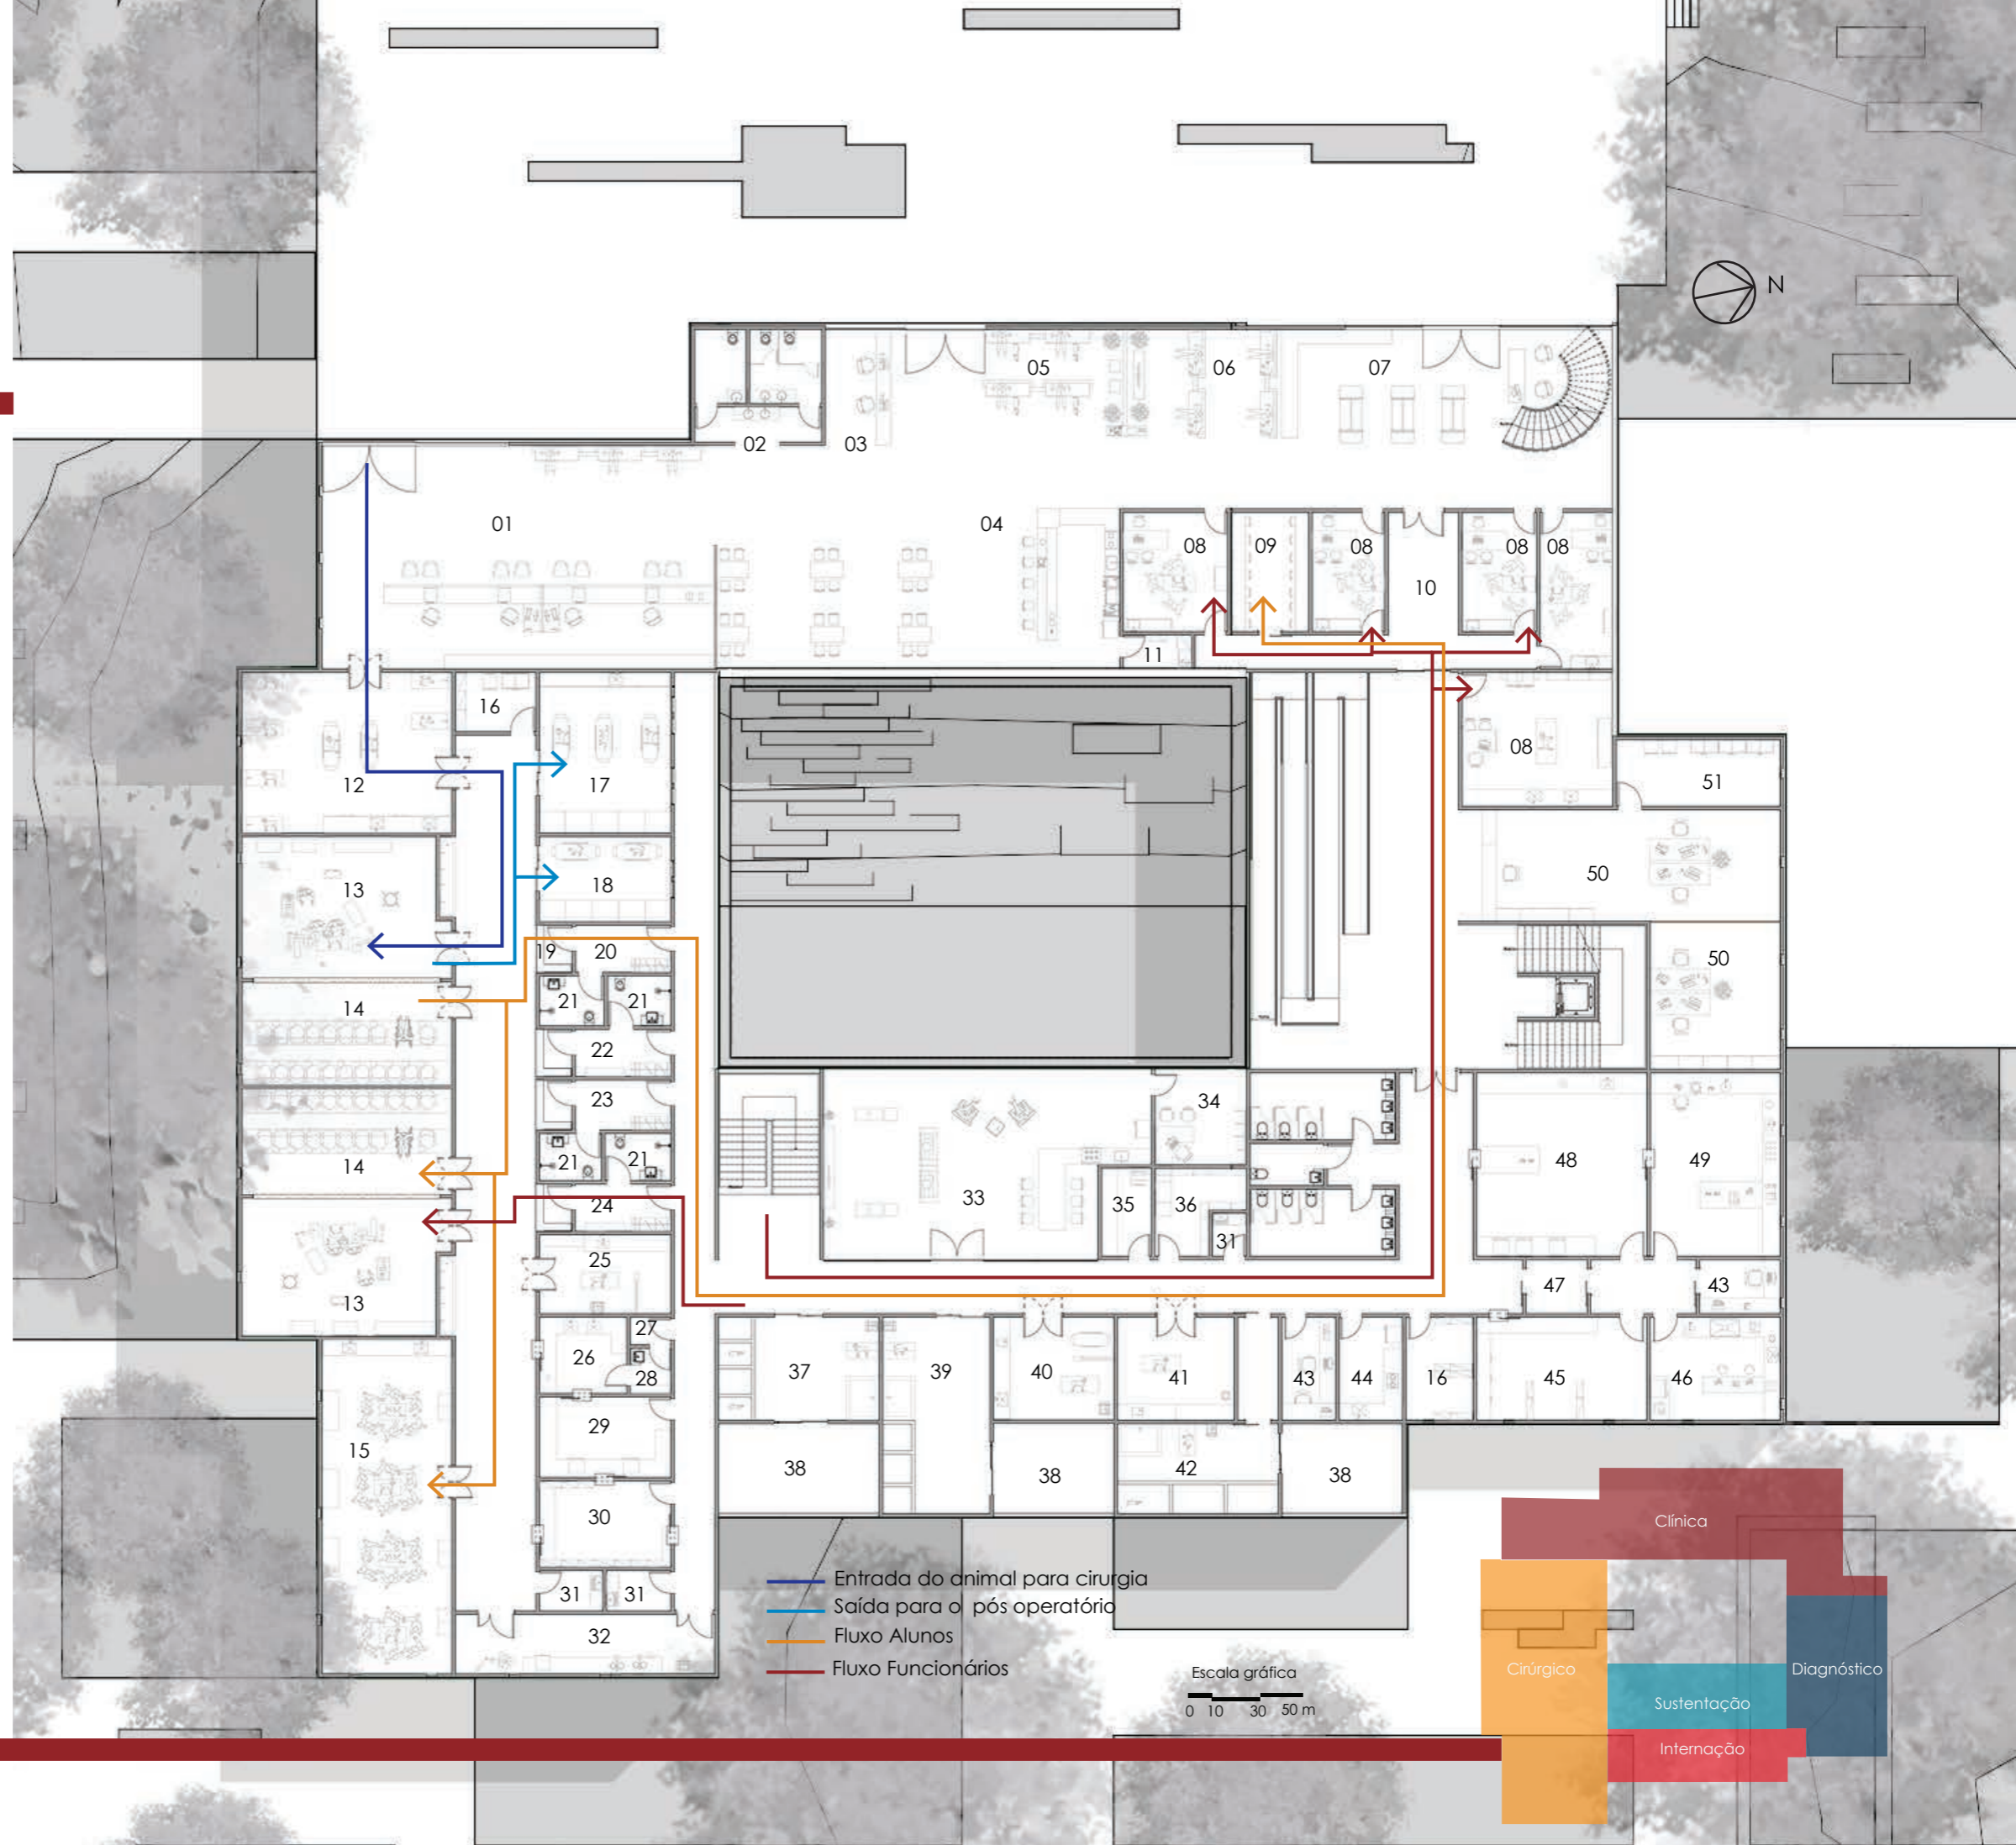 N
05 06 07
02 03
01 04 08 09 08 08 08
10
11
16
08
12 17 51
13 18 50
19 20 50
14 21 21
22
23 34
14 21 21 48 49
24 33 35 36
25 31
13 47 43
27
26 28 37 39 40 41 43 44 16 45 46
29
15 38 38 42 38
30
31 31
32
Entrada do animal para cirurgia
Saída para o pós operatório
Fluxo Alunos
Fluxo Funcionários
Escala gráfica
0 10 30 50 m
Clínica
Cirúrgico
Diagnóstico
Sustentação
Internação